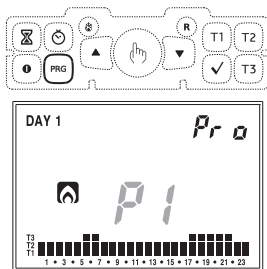 R
T1 T2
PRG
T3
DAY 1 Pro
P1
T3
T2
T1
1 • 3 • 5 • 7 • 9 • 11 • 13 • 15 • 17 • 19 • 21 • 23